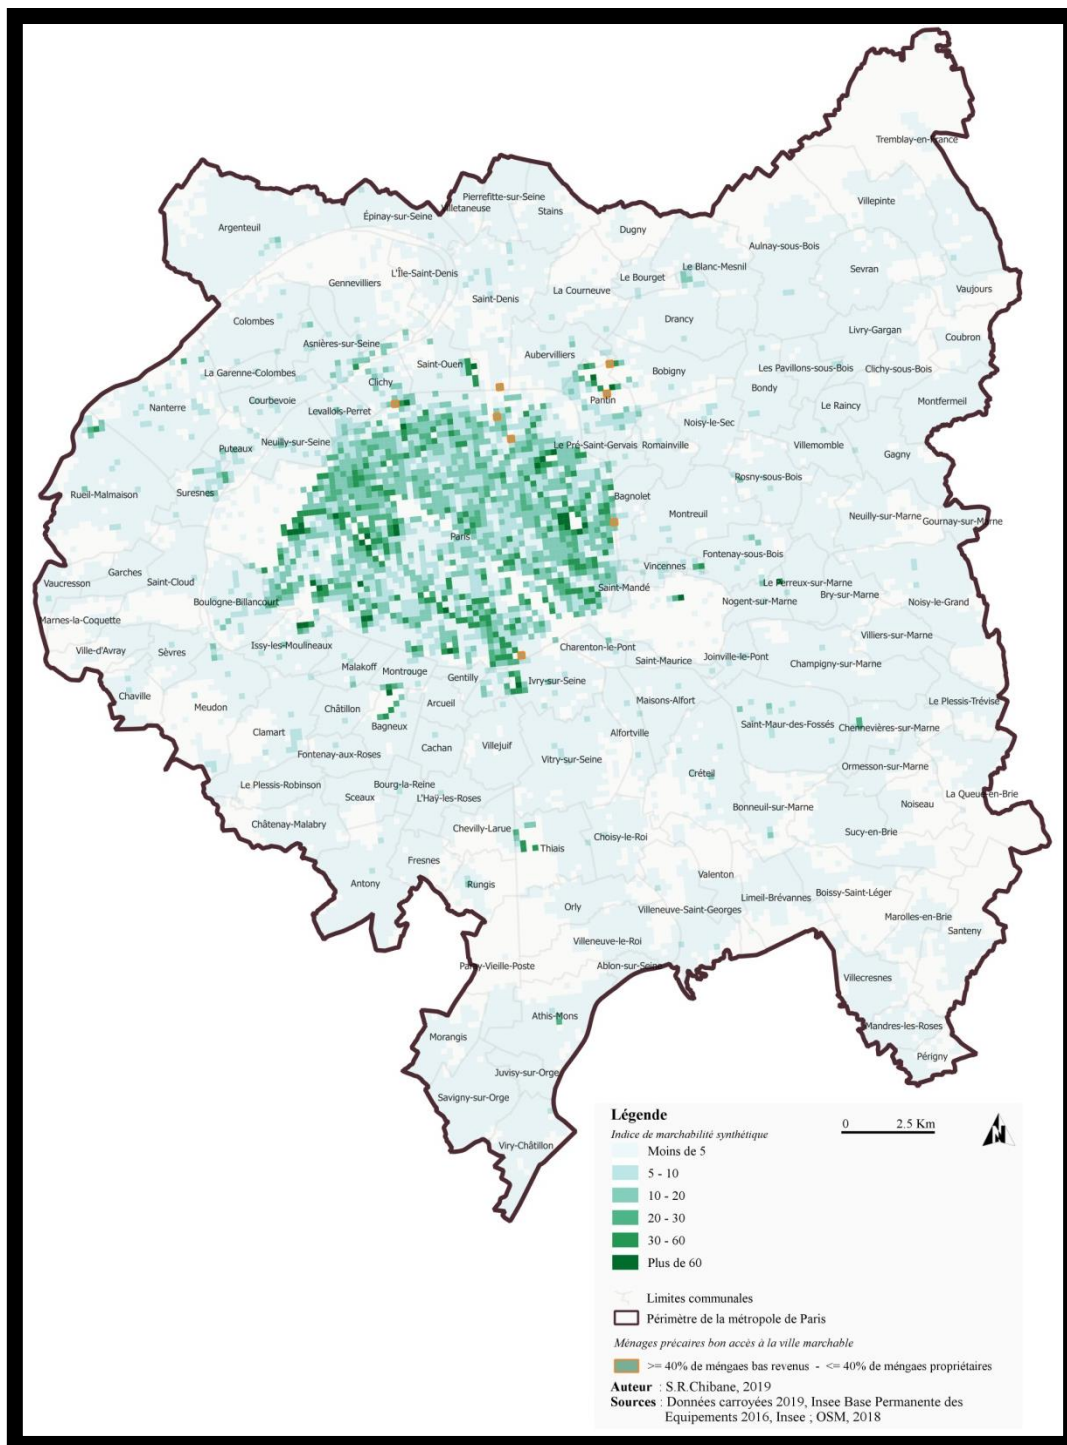 Tremblay-en-France
Villepinte
Pierrefitte-sur-Seine
Villetaneuse
Stains
Épinay-sur-Seine
Argenteuil
Dugny
Aulnay-sous-Bois
Sevran
Le Blanc-Mesnil
Le Bourget
L'Île-Saint-Denis
Gennevilliers
La Courneuve
Vaujours
Saint-Denis
Colombes
Drancy
Livry-Gargan
Coubron
Asnières-sur-Seine
Aubervilliers
Saint-Ouen
Les Pavillons-sous-Bois
Clichy-sous-Bois
La Garenne-Colombes
Bobigny
Clichy
Bondy
Courbevoie
Pantin
Montfermeil
Nanterre
Levallois-Perret
Le Raincy
Noisy-le-Sec
Neuilly-sur-Seine
Le Pré-Saint-Gervais
Romainville
Villemomble
Puteaux
Gagny
Rosny-sous-Bois
Rueil-Malmaison
Suresnes
Bagnolet
Montreuil
Neuilly-sur-Marne
Gournay-sur-Marne
Paris
Fontenay-sous-Bois
Vincennes
Garches
Vaucresson
Saint-Cloud
Saint-Mandé
Le Perreux-sur-Marne
Bry-sur-Marne
Boulogne-Billancourt
Nogent-sur-Marne
Noisy-le-Grand
Marnes-la-Coquette
Villiers-sur-Marne
Ville-d'Avray
Sèvres
Issy-les-Moulineaux
Charenton-le-Pont
Saint-Maurice
Joinville-le-Pont
Champigny-sur-Marne
Malakoff
Montrouge
Gentilly
Ivry-sur-Seine
Chaville
Meudon
Châtillon
Arcueil
Maisons-Alfort
Le Plessis-Trévise
Bagneux
Saint-Maur-des-Fossés
Chennevières-sur-Marne
Clamart
Alfortville
Fontenay-aux-Roses
Cachan
Villejuif
Vitry-sur-Seine
Ormesson-sur-Marne
Créteil
Le Plessis-Robinson
Bourg-la-Reine
Sceaux
L'Haÿ-les-Roses
La Queue-en-Brie
Noiseau
Bonneuil-sur-Marne
Châtenay-Malabry
Chevilly-Larue
Choisy-le-Roi
Sucy-en-Brie
Thiais
Fresnes
Antony
Rungis
Valenton
Limeil-Brévannes
Boissy-Saint-Léger
Orly
Villeneuve-Saint-Georges
Marolles-en-Brie
Santeny
Villeneuve-le-Roi
Paray-Vieille-Poste
Ablon-sur-Seine
Villecresnes
Athis-Mons
Mandres-les-Roses
Morangis
Périgny
Juvisy-sur-Orge
Savigny-sur-Orge
Viry-Châtillon
Légende
0 2.5 Km
N
Indice de marchabilité synthétique
Moins de 5
5 - 10
10 - 20
20 - 30
30 - 60
Plus de 60
Limites communales
Périmètre de la métropole de Paris
Ménages précaires bon accès à la ville marchable
>= 40% de méngaes bas revenus - <= 40% de méngaes propriétaires
Auteur : S.R.Chibane, 2019
Sources : Données carroyées 2019, Insee Base Permanente des
Equipements 2016, Insee ; OSM, 2018